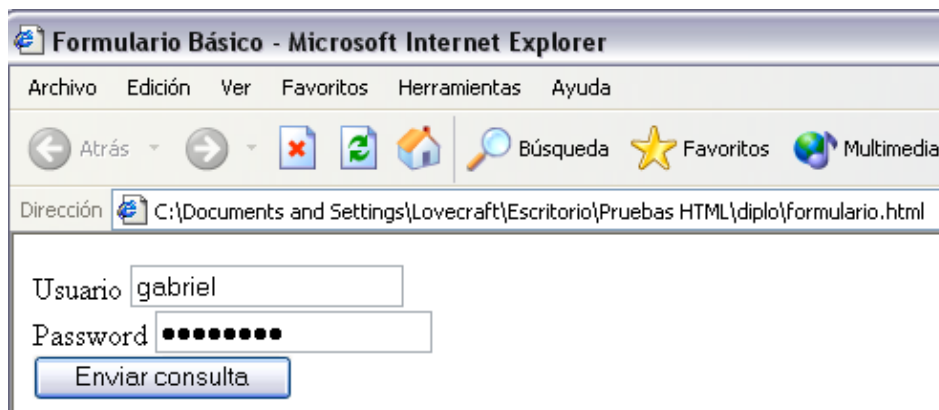 Formulario Básico - Microsoft Internet Explorer
Archivo Edición Ver Favoritos Herramientas Ayuda
Atrás Búsqueda Favoritos Multimedia
Dirección C:\Documents and Settings\Lovecraft\Escritorio\Pruebas HTML\diplo\formulario.html
Usuario gabriel
Password ••••••••
Enviar consulta